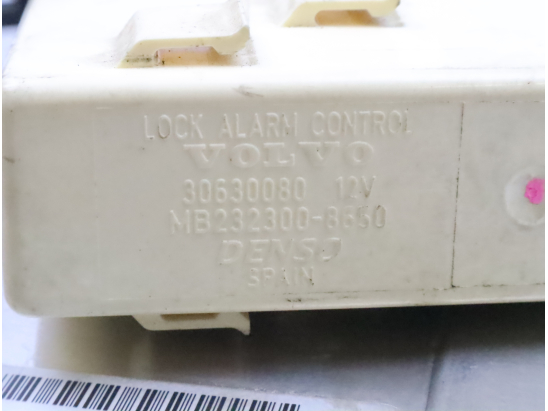 LOCK ALARM CONTROL
VOLVO
30630080 12V
MB232300-8650
DENSO
SPAIN